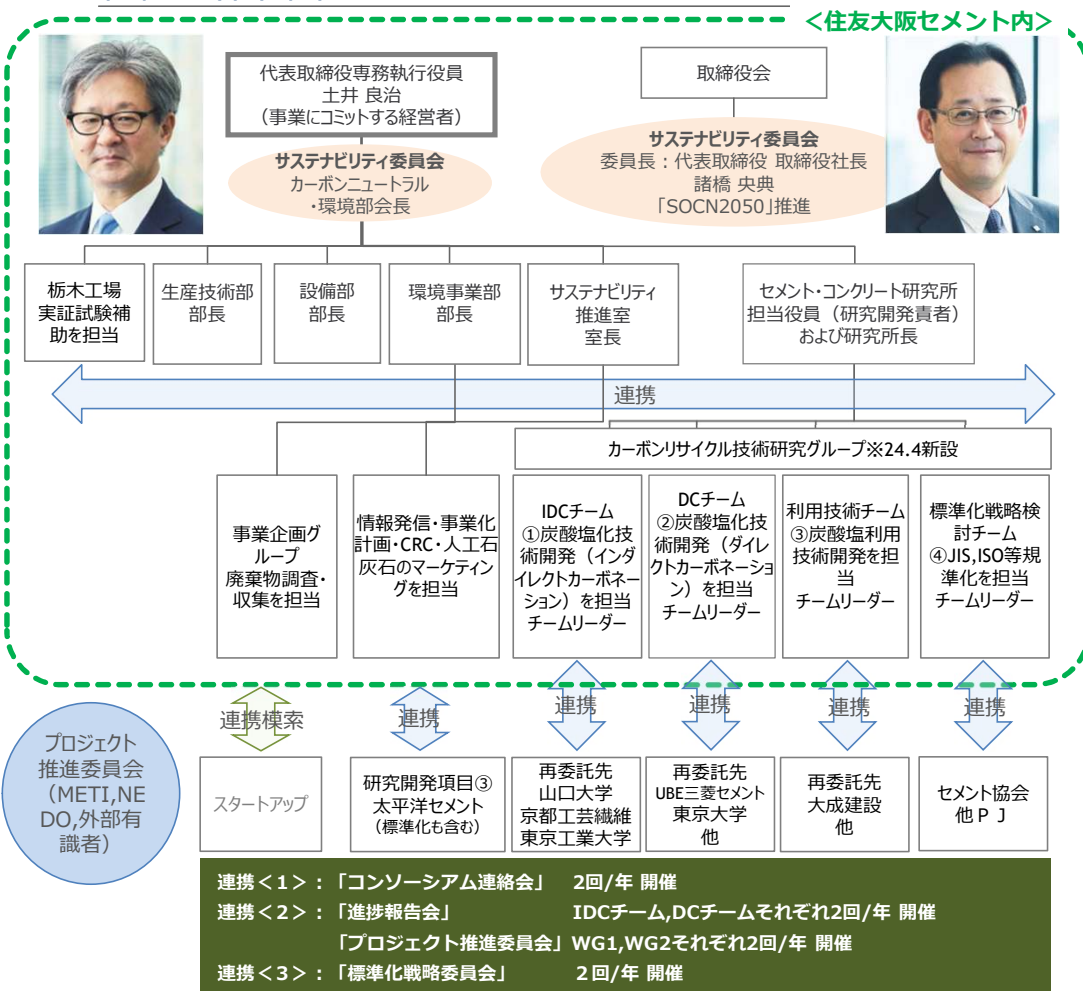 ＜住友大阪セメント内＞
代表取締役専務執行役員
土井 良治
（事業にコミットする経営者）
サステナビリティ委員会
カーボンニュートラル
・環境部会長
取締役会
サステナビリティ委員会
委員長：代表取締役 取締役社長
諸橋 央典
「SOCN2050」推進
栃木工場
実証試験補
助を担当
生産技術部
部長
設備部
部長
環境事業部
部長
サステナビリティ
推進室
室長
セメント・コンクリート研究所
担当役員（研究開発責者）
および研究所長
連携
カーボンリサイクル技術研究グループ※24.4新設
事業企画グ
ループ
廃棄物調査・
収集を担当
情報発信・事業化
計画・CRC・人工石
灰石のマーケティン
グを担当
IDCチーム
①炭酸塩化技
術開発（インダ
イレクトカーボネー
ション）を担当
チームリーダー
DCチーム
②炭酸塩化技
術開発（ダイレ
クトカーボネーショ
ン）を担当
チームリーダー
利用技術チーム
③炭酸塩利用
技術開発を担
当
チームリーダー
標準化戦略検
討チーム
④JIS,ISO等規
準化を担当
チームリーダー
連携模索
連携
連携
連携
連携
連携
プロジェクト
推進委員会
（METI,NE
DO,外部有
識者）
スタートアップ
研究開発項目③
太平洋セメント
（標準化も含む）
再委託先
山口大学
京都工芸繊維
東京工業大学
再委託先
UBE三菱セメント
東京大学
他
再委託先
大成建設
他
セメント協会
他ＰＪ
連携＜1＞：「コンソーシアム連絡会」 2回/年 開催
連携＜2＞：「進捗報告会」 IDCチーム,DCチームそれぞれ2回/年 開催
「プロジェクト推進委員会」WG1,WG2それぞれ2回/年 開催
連携＜3＞：「標準化戦略委員会」 ２回/年 開催